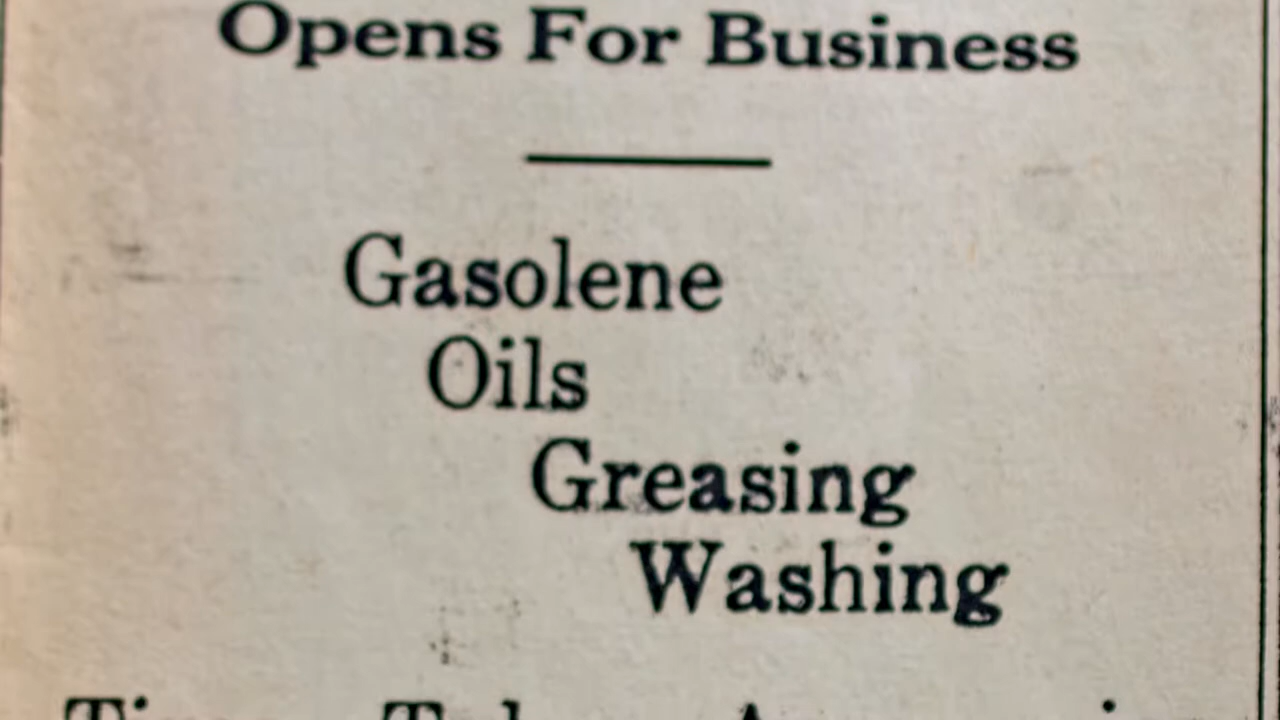 Opens For Business
Gasolene
Oils
Greasing
Washing